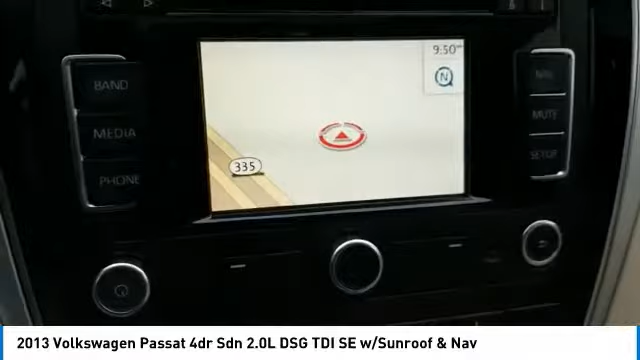 9:50
N
BAND
NAV
MEDIA
MUTE
335
PHONE
SETUP
2013 Volkswagen Passat 4dr Sdn 2.0L DSG TDI SE w/Sunroof & Nav